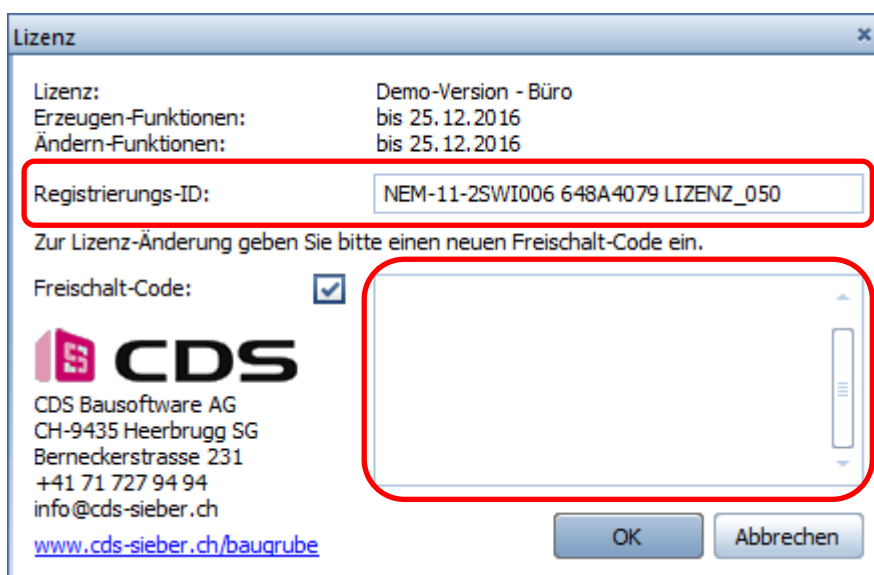 Lizenz
Lizenz: Demo-Version - Büro
Erzeugen-Funktionen: bis 25.12.2016
Ändern-Funktionen: bis 25.12.2016
Registrierungs-ID: NEM-11-2SWI006 648A4079 LIZENZ_050
Zur Lizenz-Änderung geben Sie bitte einen neuen Freischalt-Code ein.
Freischalt-Code:
CDS
CDS Bausoftware AG
CH-9435 Heerbrugg SG
Berneckerstrasse 231
+41 71 727 94 94
info@cds-sieber.ch
www.cds-sieber.ch/baugrube
OK Abbrechen